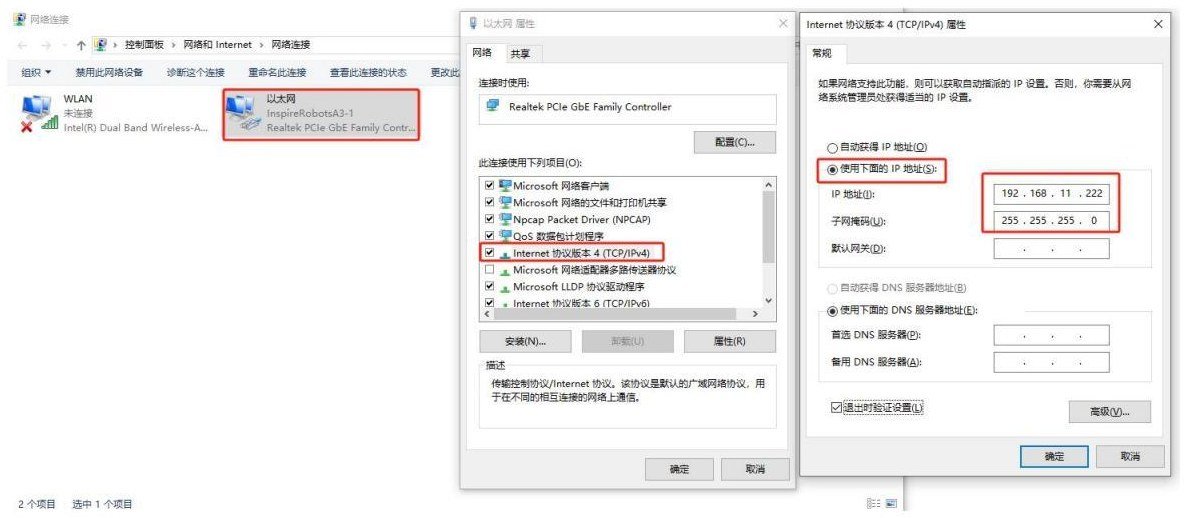 网络连接
控制面板 › 网络和 Internet › 网络连接
组织 禁用此网络设备 诊断这个连接 重命名此连接 查看此连接的状态 更改此
WLAN
未连接
Intel(R) Dual Band Wireless-A...
以太网
InspireRobotsA3-1
Realtek PCIe GbE Family Contr...
2 个项目 选中 1 个项目
以太网 属性
网络 共享
连接时使用:
Realtek PCIe GbE Family Controller
配置(C)...
此连接使用下列项目(O):
Microsoft 网络客户端
Microsoft 网络的文件和打印机共享
Npcap Packet Driver (NPCAP)
QoS 数据包计划程序
Internet 协议版本 4 (TCP/IPv4)
Microsoft 网络适配器多路传送器协议
Microsoft LLDP 协议驱动程序
Internet 协议版本 6 (TCP/IPv6)
安装(N)... 卸载(U) 属性(R)
描述
传输控制协议/Internet 协议。该协议是默认的广域网络协议，用
于在不同的相互连接的网络上通信。
确定 取消
Internet 协议版本 4 (TCP/IPv4) 属性
常规
如果网络支持此功能，则可以获取自动指派的 IP 设置。否则，你需要从网
络系统管理员处获得适当的 IP 设置。
自动获得 IP 地址(O)
使用下面的 IP 地址(S):
IP 地址(I): 192 . 168 . 11 . 222
子网掩码(U): 255 . 255 . 255 . 0
默认网关(D): . . .
自动获得 DNS 服务器地址(B)
使用下面的 DNS 服务器地址(E):
首选 DNS 服务器(P): . . .
备用 DNS 服务器(A): . . .
退出时验证设置(L)
高级(V)...
确定 取消